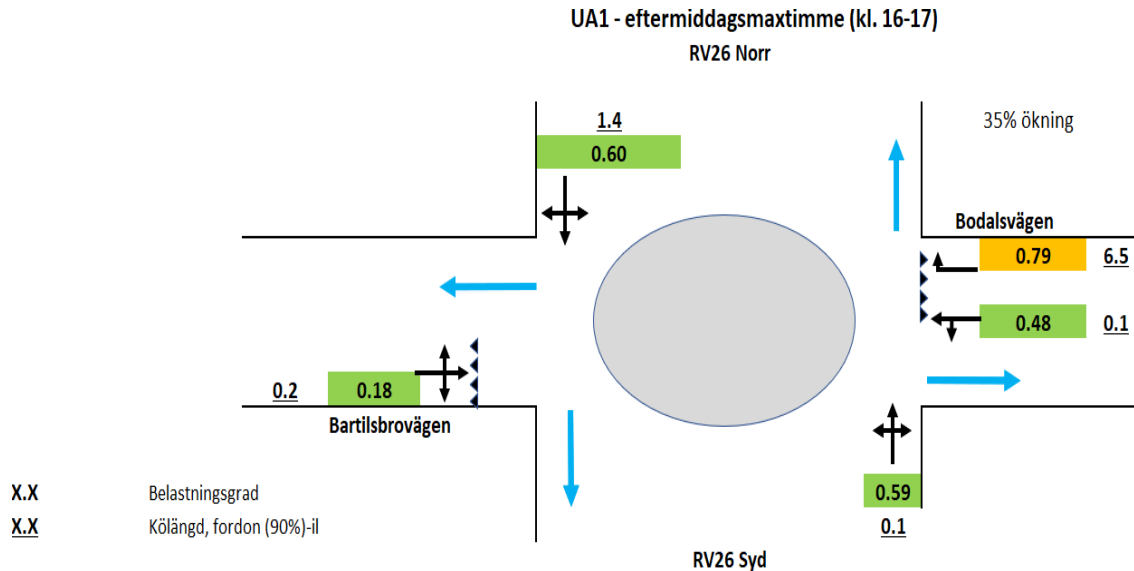 UA1 - eftermiddagsmaxtimme (kl. 16-17)
RV26 Norr
1.4
35% ökning
0.60
Bodalsvägen
0.79 6.5
0.48 0.1
0.2 0.18
Bartilsbrovägen
X.X Belastningsgrad
0.59
X.X Kölängd, fordon (90%)-il
0.1
RV26 Syd